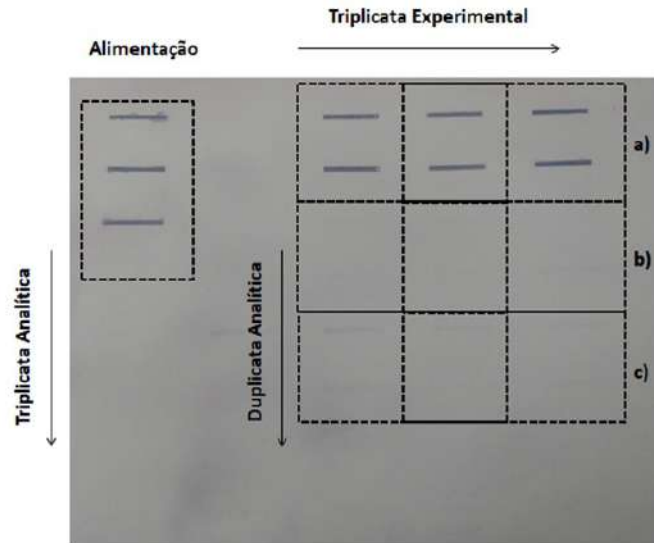 Triplicata Experimental
Alimentação
a)
b)
c)
Triplicata Analítica
Duplicata Analítica